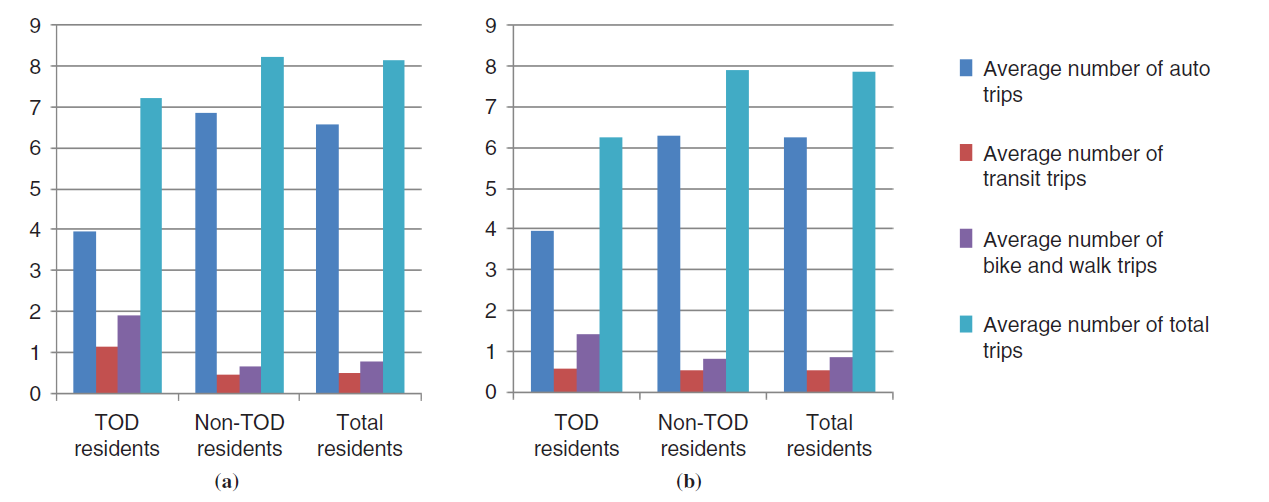 9
8
7
6
5
4
3
2
1
0
TOD
residents
Non-TOD
residents
Total
residents
(a)
9
8
7
6
5
4
3
2
1
0
TOD
residents
Non-TOD
residents
Total
residents
(b)
Average number of auto
trips
Average number of
transit trips
Average number of
bike and walk trips
Average number of total
trips